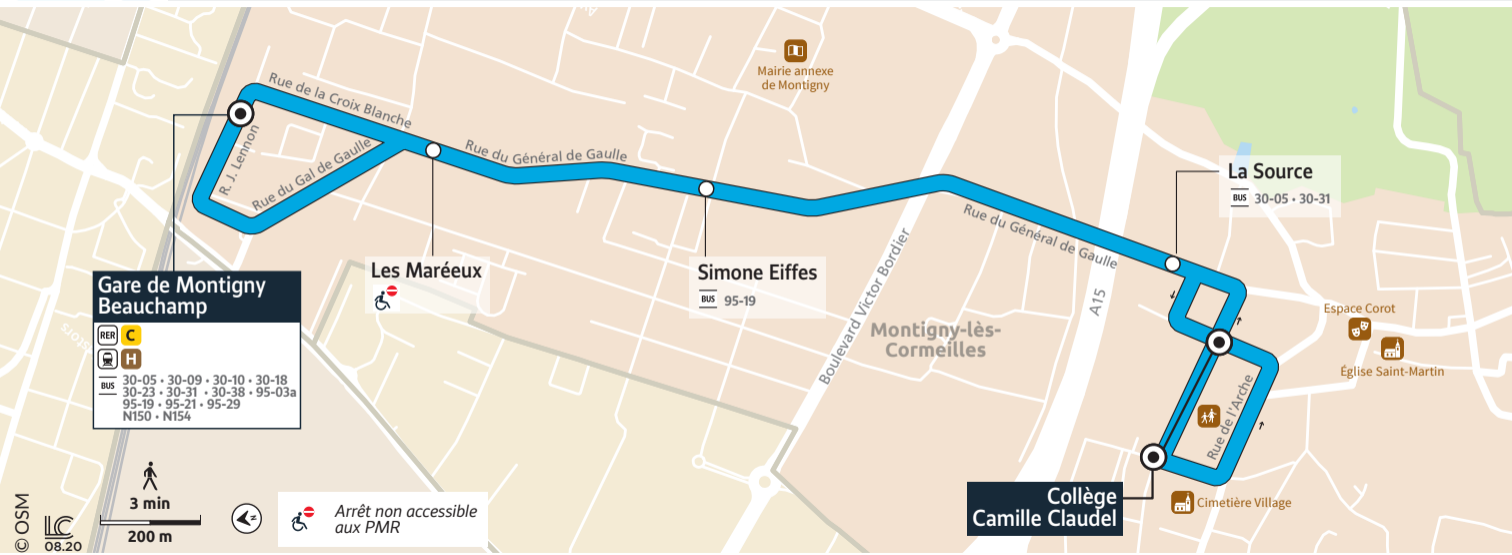 Mairie annexe
de Montigny
Rue de la Croix Blanche
Rue du Général de Gaulle
R. J. Lennon
Rue du Gal de Gaulle
La Source
BUS 30-05 • 30-31
Rue du Général de Gaulle
Boulevard Victor Bordier
Les Maréeux
Simone Eiffes
BUS 95-19
Gare de Montigny
Beauchamp
RER C
H
BUS 30-05 • 30-09 • 30-10 • 30-18
30-23 • 30-31 • 30-38 • 95-03a
95-19 • 95-21 • 95-29
N150 • N154
A15
Montigny-lès-
Cormeilles
Espace Corot
Église Saint-Martin
Rue de l'Arche
Collège
Camille Claudel
Cimetière Village
3 min
200 m
N
Arrêt non accessible
aux PMR
© OSM
LC
08.20